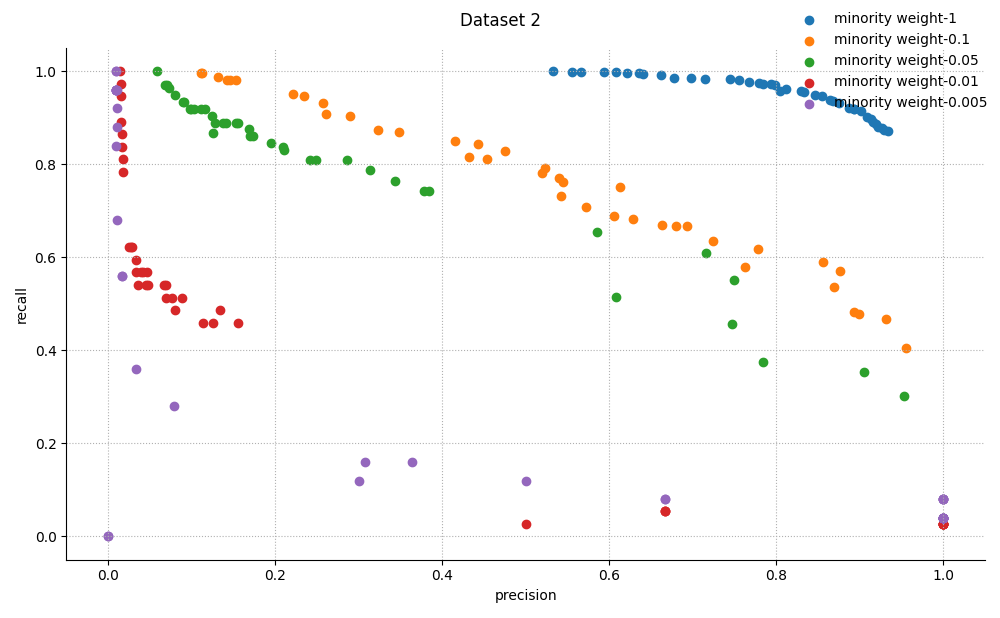 Dataset 2
minority weight-1
minority weight-0.1
minority weight-0.05
minority weight-0.01
minority weight-0.005
1.0
0.8
0.6
0.4
0.2
0.0
recall
0.0 0.2 0.4 0.6 0.8 1.0
precision